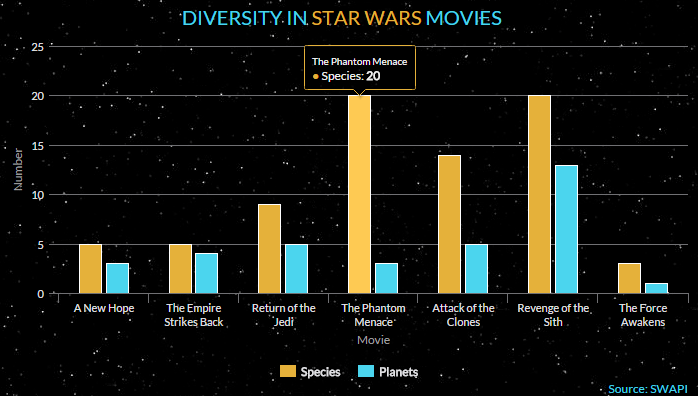 DIVERSITY IN STAR WARS MOVIES
25
The Phantom Menace
● Species: 20
20
15
Number
10
5
0
A New Hope
The Empire
Strikes Back
Return of the
Jedi
The Phantom
Menace
Attack of the
Clones
Revenge of the
Sith
The Force
Awakens
Movie
Species
Planets
Source: SWAPI